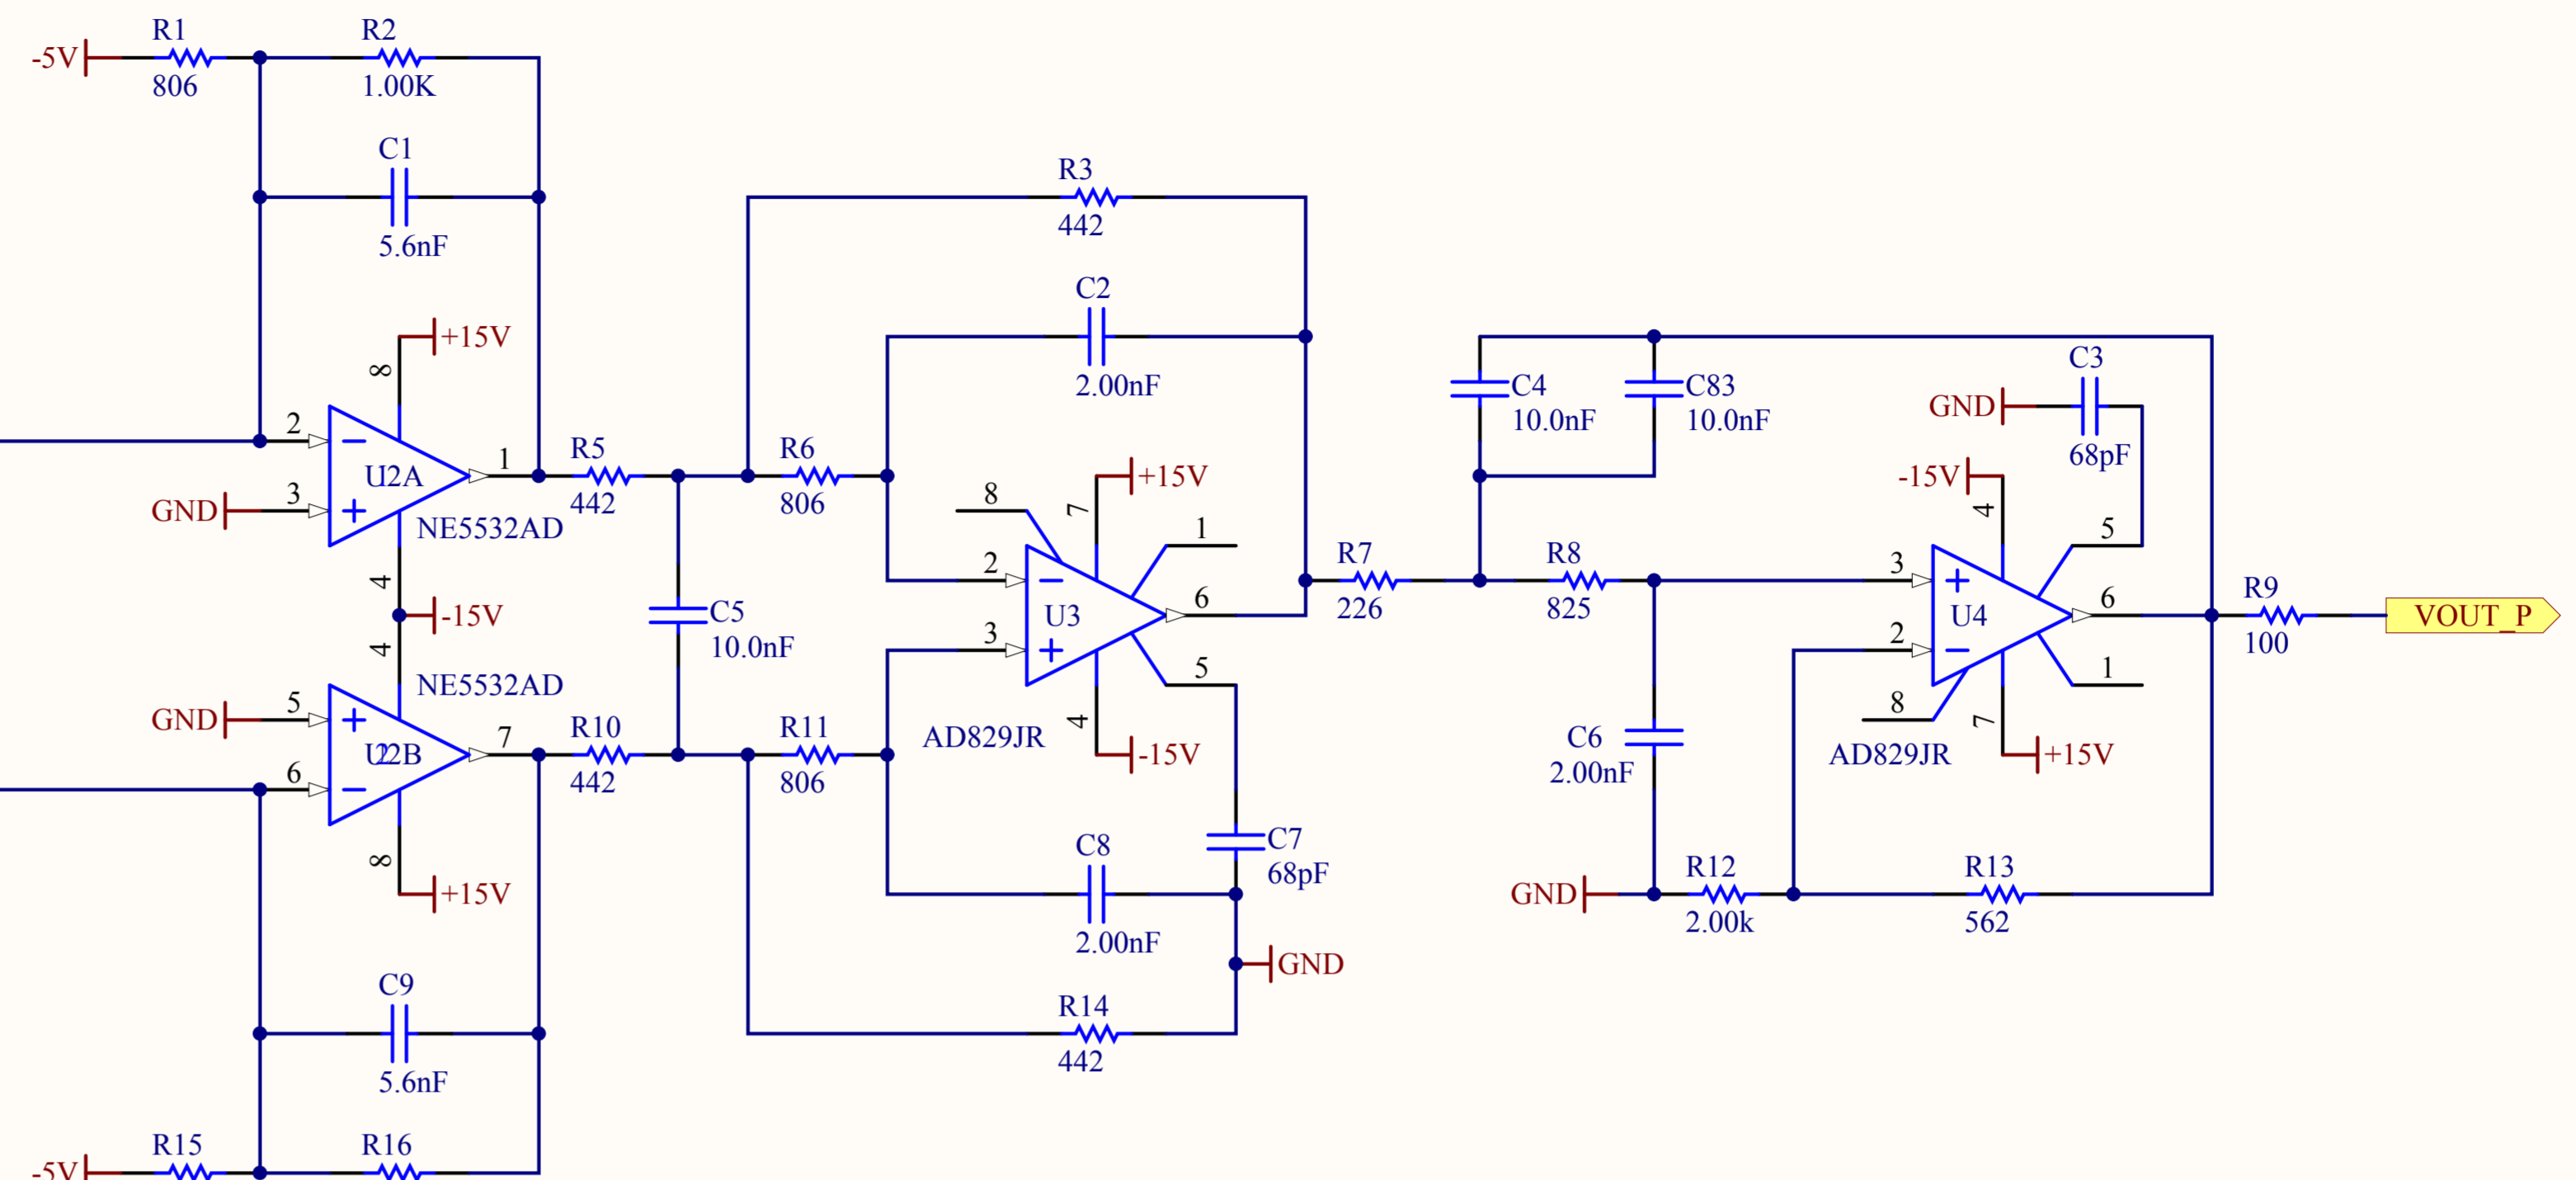 R1
-5V
806
R2
1.00K
C1
5.6nF
+15V
8
2
U2A
1
GND
3
NE5532AD
4
-15V
4
NE5532AD
GND
5
U2B
7
6
8
+15V
C9
5.6nF
R15
-5V
R16
R5
442
R6
806
C5
10.0nF
R10
442
R11
806
R3
442
C2
2.00nF
8
7
+15V
1
2
U3
6
3
5
AD829JR
4
-15V
C7
68pF
C8
2.00nF
GND
R14
442
R7
226
C4
10.0nF
C83
10.0nF
R8
825
C6
2.00nF
GND
R12
2.00k
R13
562
C3
GND
68pF
-15V
4
5
3
U4
6
2
1
8
AD829JR
7
+15V
R9
100
VOUT_P